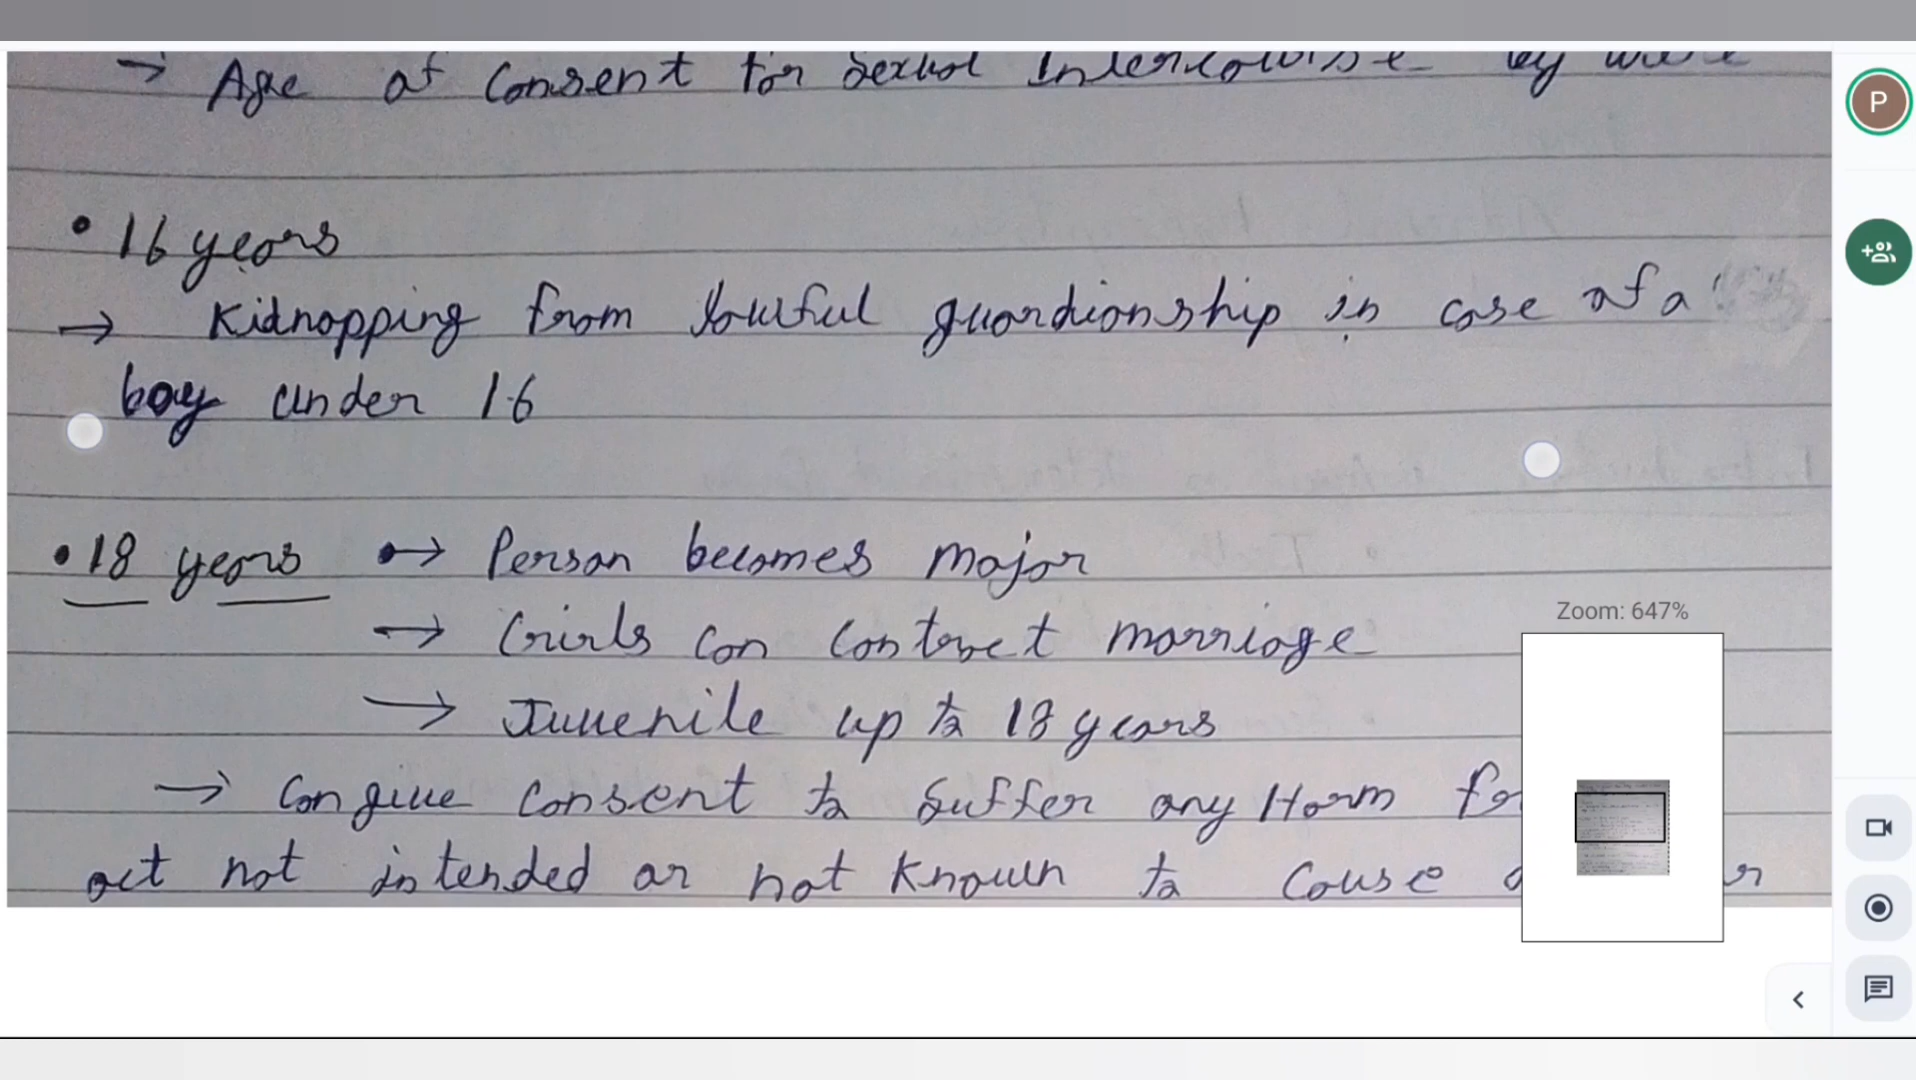 → Age of Consent for Sexual Intercourse by
P
• 16 years
→ Kidnapping from lawful guardianship in case of a
boy under 16
• 18 years → Person becomes major
Zoom: 647%
→ Girls can contract marriage
→ Juvenile up to 18 years
→ Can give consent to suffer any Harm
act not intended or not known to cause